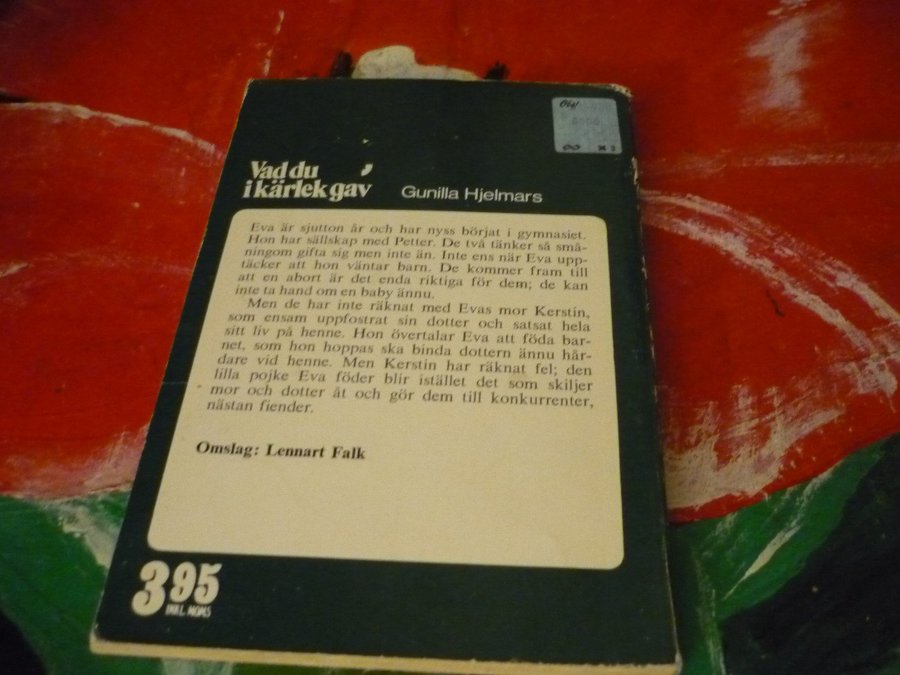 Vad du
i kärlek gav
Gunilla Hjelmars
Eva är sjutton år och har nyss börjat i gymnasiet.
Hon har sällskap med Petter. De två tänker så små-
ningom gifta sig men inte än. Inte ens när Eva upp-
täcker att hon väntar barn. De kommer fram till
att en abort är det enda riktiga för dem; de kan
inte ta hand om en baby ännu.
Men de har inte räknat med Evas mor Kerstin,
som ensam uppfostrat sin dotter och satsat hela
sitt liv på henne. Hon övertalar Eva att föda bar-
net, som hon hoppas ska binda dottern ännu hår-
dare vid henne. Men Kerstin har räknat fel; den
lilla pojke Eva föder blir istället det som skiljer
mor och dotter åt och gör dem till konkurrenter,
nästan fiender.
Omslag: Lennart Falk
395
INKL. MOMS